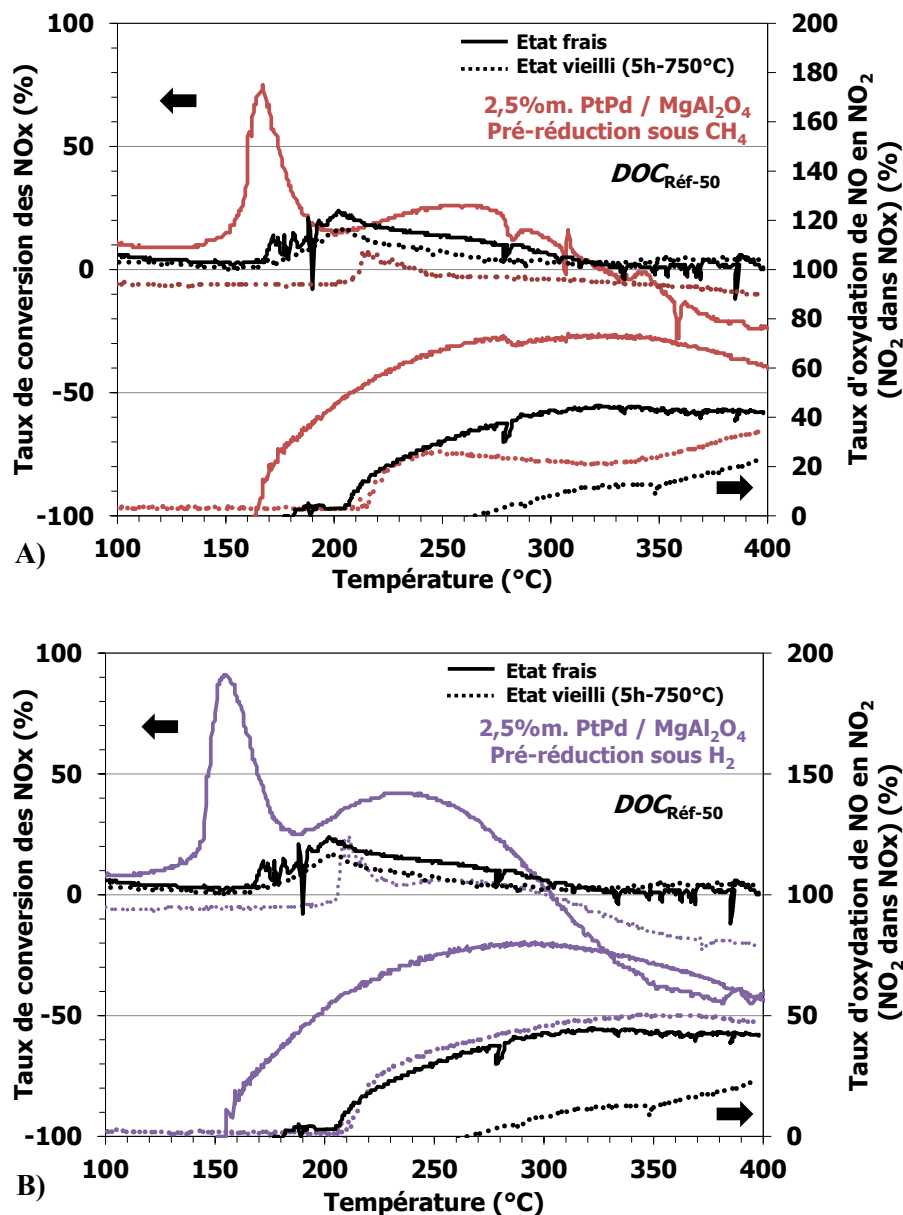 Etat frais
Etat vieilli (5h-750°C)
2,5%m. PtPd / MgAl₂O₄
Pré-réduction sous CH₄
DOC Réf-50
Taux de conversion des NOx (%)
100
50
0
-50
-100
200
180
160
140
120
100
80
60
40
20
0
Taux d'oxydation de NO en NO₂
(NO₂ dans NOx) (%)
100 150 200 250 300 350 400
Température (°C)
A)
Etat frais
Etat vieilli (5h-750°C)
2,5%m. PtPd / MgAl₂O₄
Pré-réduction sous H₂
DOC Réf-50
Taux de conversion des NOx (%)
100
50
0
-50
-100
200
150
100
50
0
Taux d'oxydation de NO en NO₂
(NO₂ dans NOx) (%)
100 150 200 250 300 350 400
Température (°C)
B)